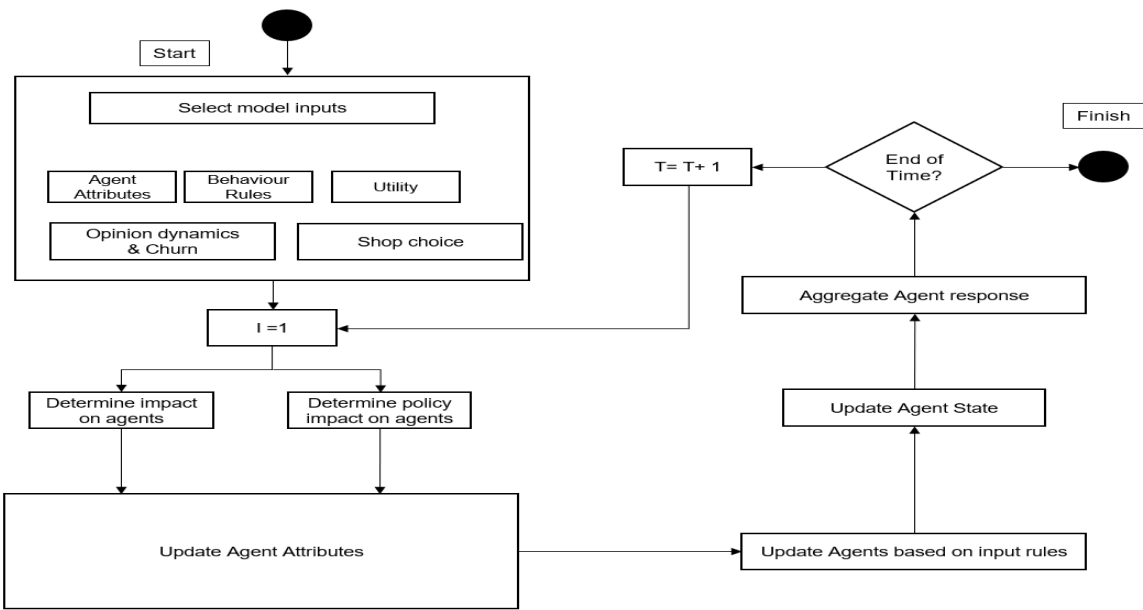 Start
Select model inputs
Agent
Attributes
Behaviour
Rules
Utility
Opinion dynamics
& Churn
Shop choice
I =1
Determine impact
on agents
Determine policy
impact on agents
Update Agent Attributes
Update Agents based on input rules
Update Agent State
Aggregate Agent response
End of
Time?
T= T+ 1
Finish